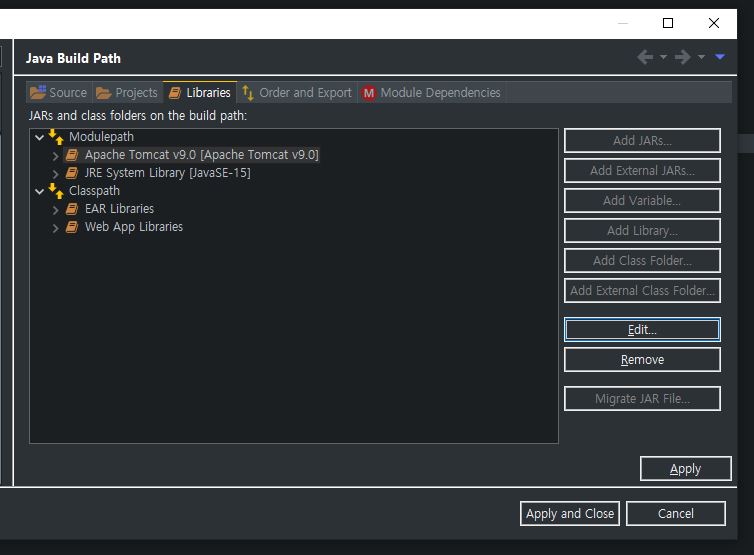 Java Build Path
Source
Projects
Libraries
Order and Export
M Module Dependencies
JARs and class folders on the build path:
Modulepath
Apache Tomcat v9.0 [Apache Tomcat v9.0]
JRE System Library [JavaSE-15]
Classpath
EAR Libraries
Web App Libraries
Add JARs...
Add External JARs...
Add Variable...
Add Library...
Add Class Folder...
Add External Class Folder...
Edit...
Remove
Migrate JAR File...
Apply
Apply and Close
Cancel